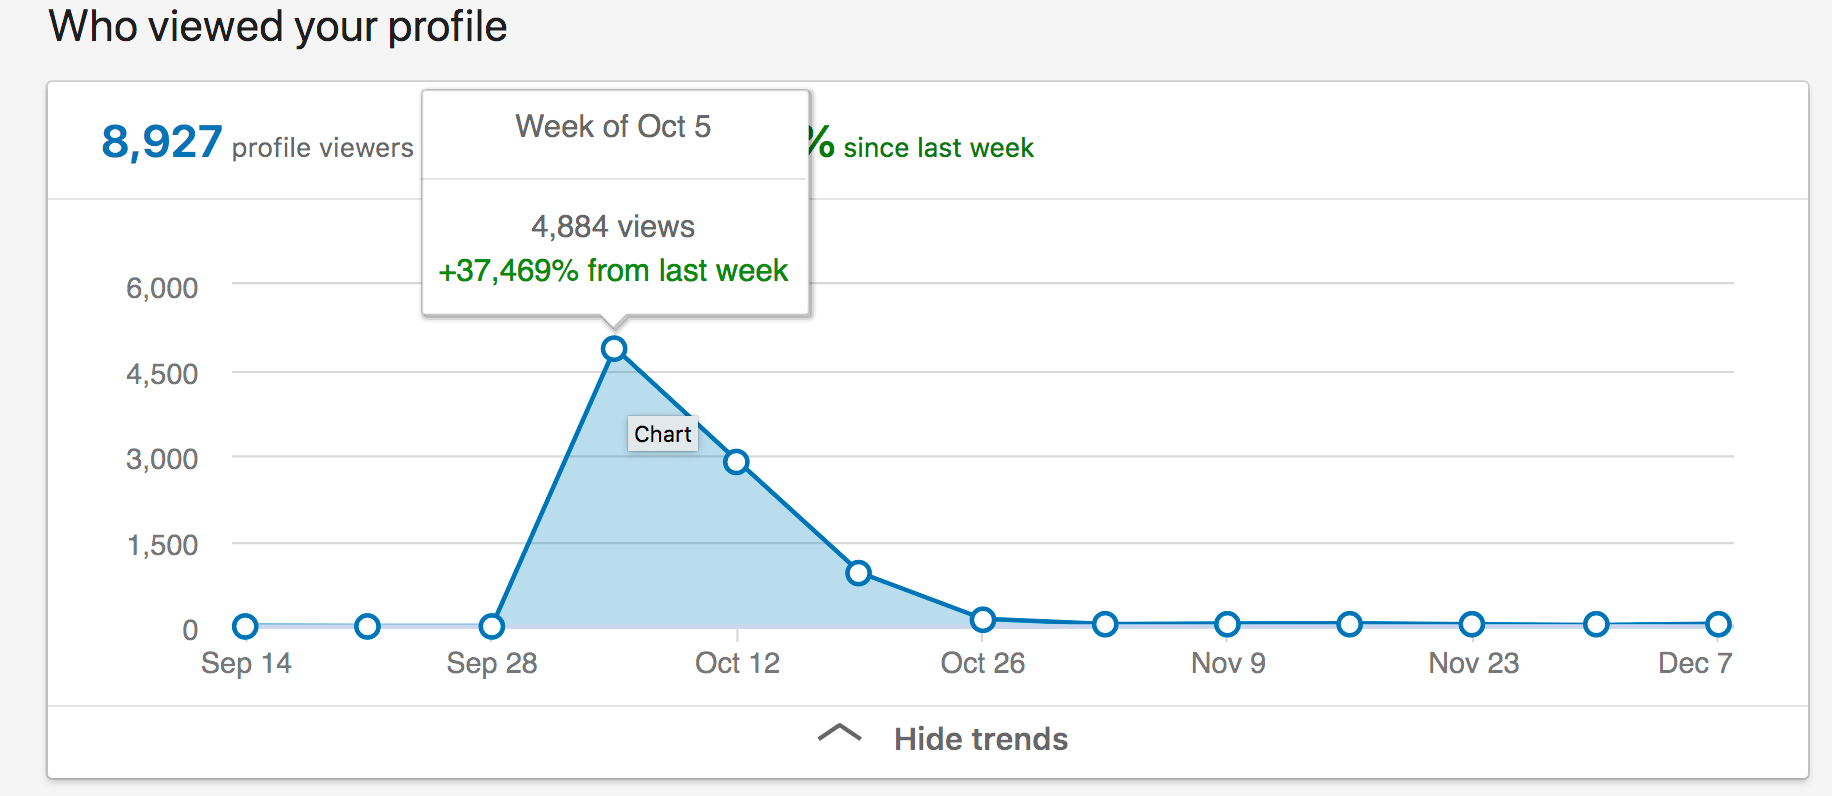 Who viewed your profile
8,927 profile viewers
% since last week
Week of Oct 5
4,884 views
+37,469% from last week
6,000
4,500
Chart
3,000
1,500
0
Sep 14 Sep 28 Oct 12 Oct 26 Nov 9 Nov 23 Dec 7
Hide trends